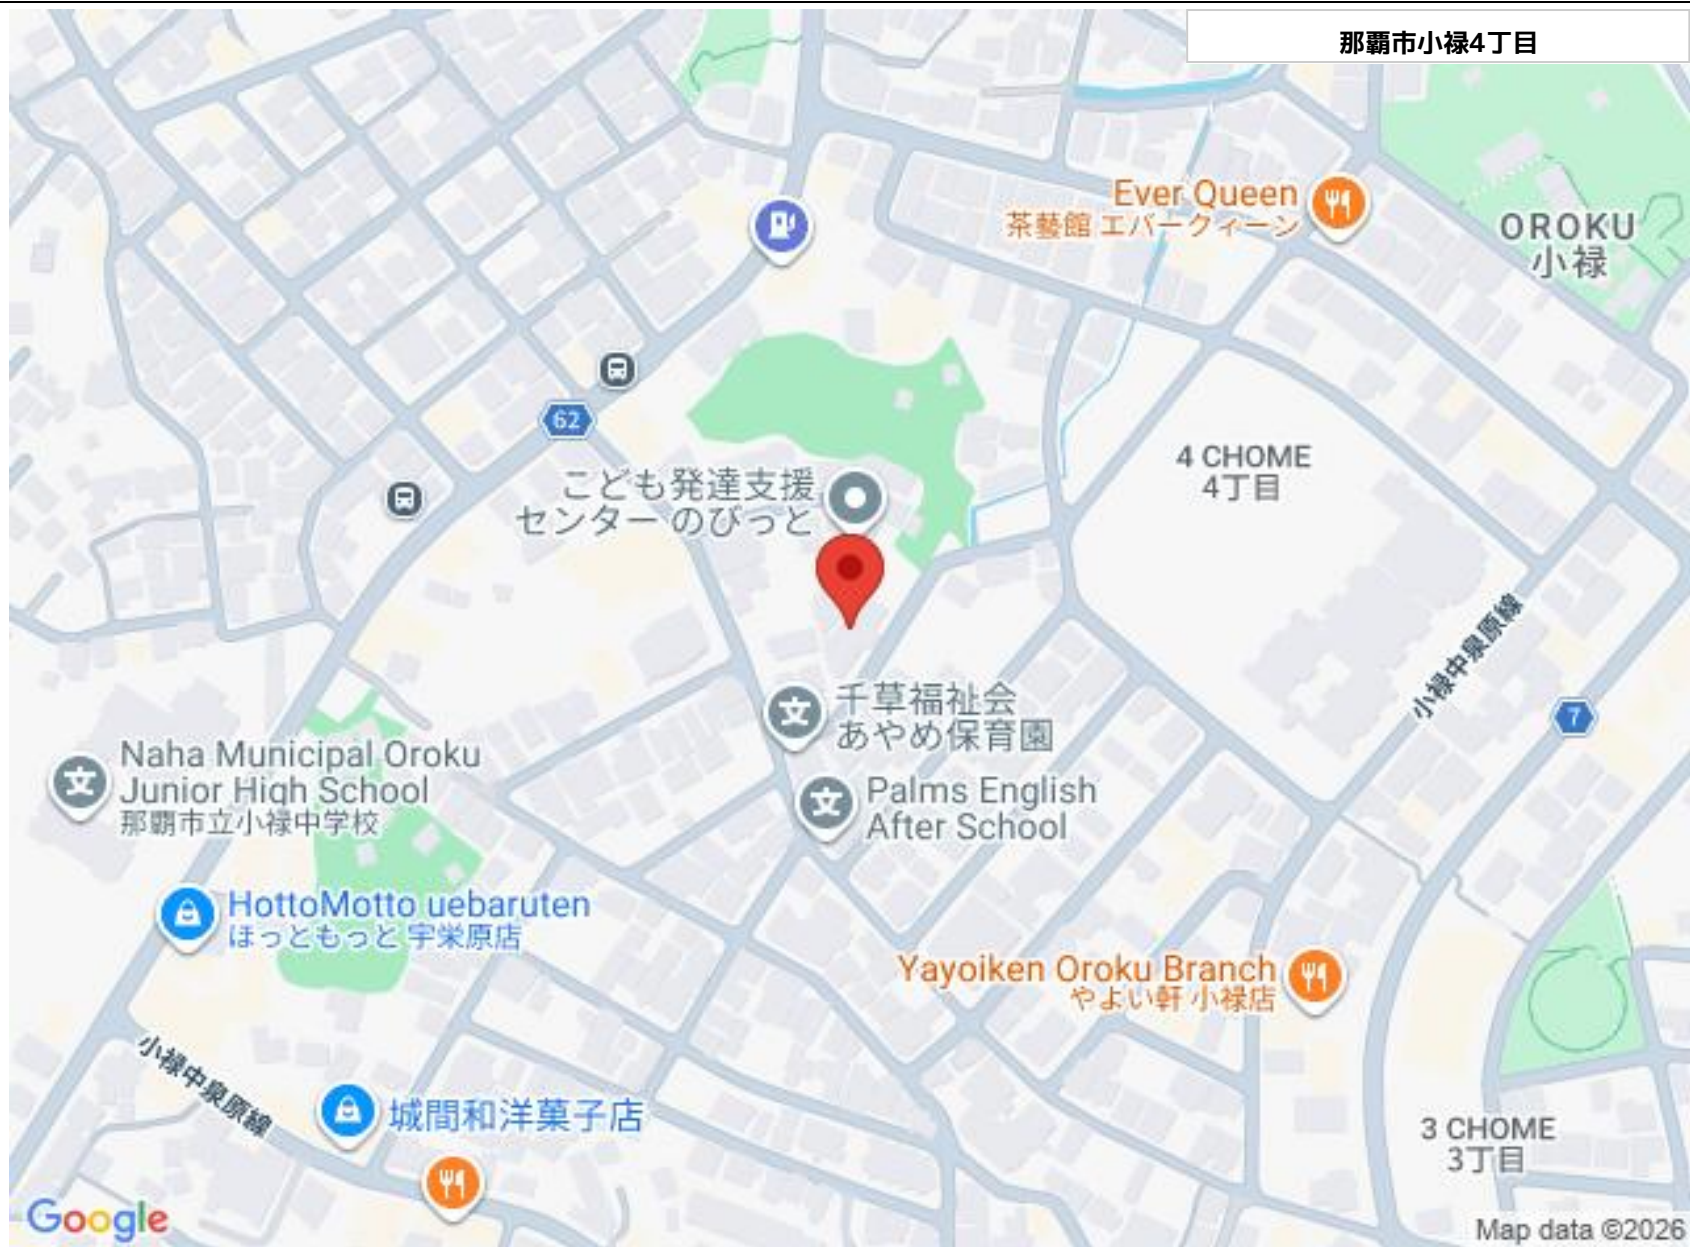 那覇市小禄4丁目
Ever Queen
茶藝館 エバークィーン
OROKU
小禄
62
4 CHOME
4丁目
こども発達支援
センター のびっと
小禄中泉原線
7
千草福祉会
あやめ保育園
Naha Municipal Oroku
Junior High School
那覇市立小禄中学校
Palms English
After School
HottoMotto uebaruten
ほっともっと 宇栄原店
Yayoiken Oroku Branch
やよい軒 小禄店
小禄中泉原線
城間和洋菓子店
3 CHOME
3丁目
Google
Map data ©2026